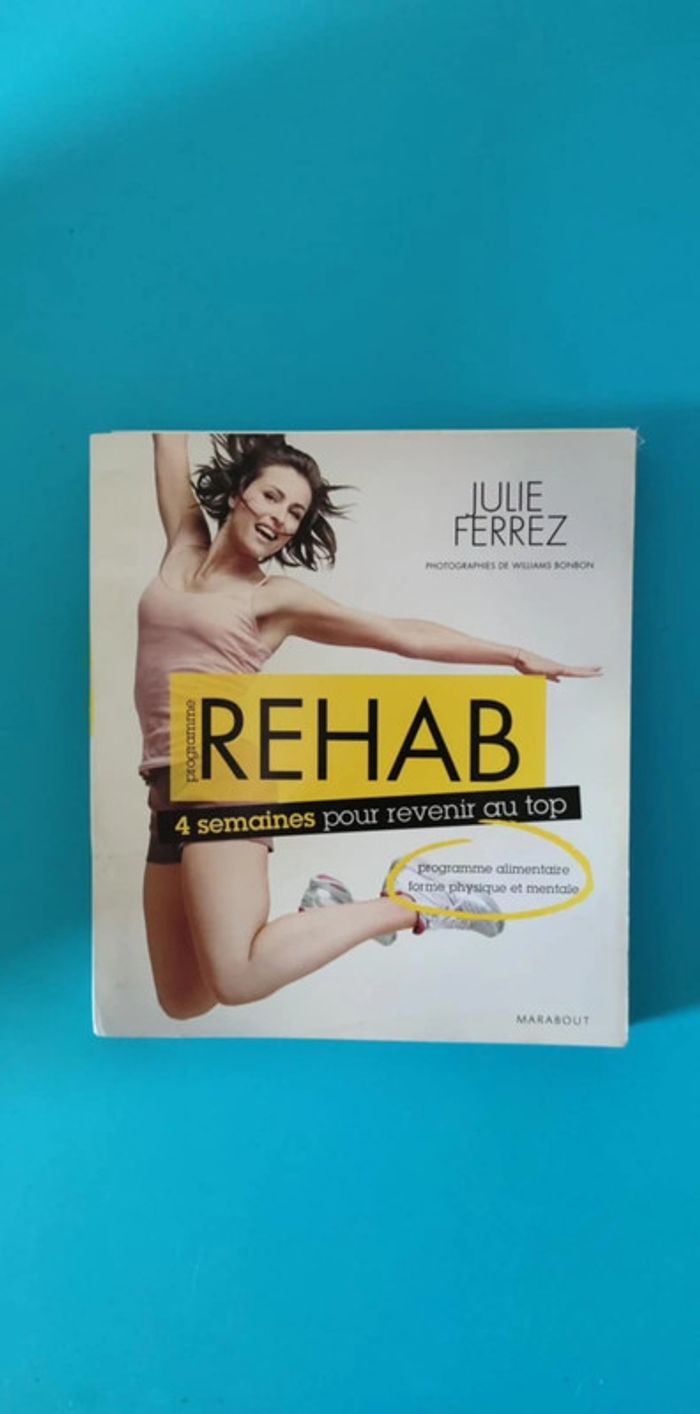 JULIE
FERREZ
PHOTOGRAPHIES DE WILLIAMS BONBON
programme
REHAB
4 semaines pour revenir au top
programme alimentaire
forme physique et mentale
MARABOUT